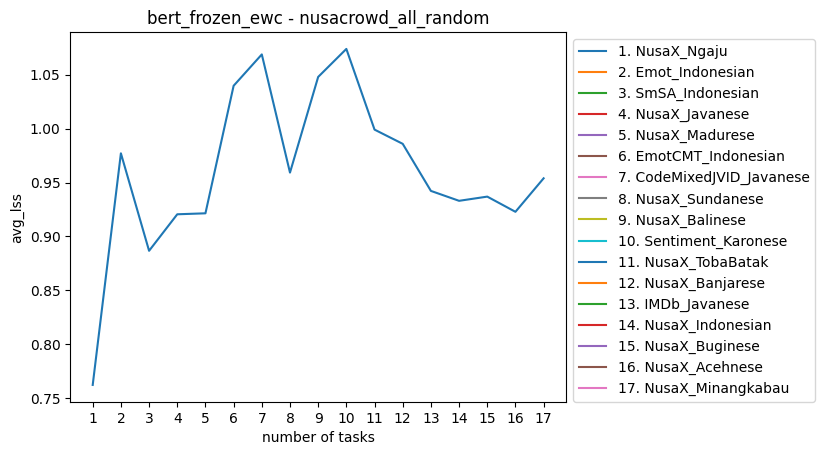 bert_frozen_ewc - nusacrowd_all_random
avg_lss
1.05
1.00
0.95
0.90
0.85
0.80
0.75
1 2 3 4 5 6 7 8 9 10 11 12 13 14 15 16 17
number of tasks
1. NusaX_Ngaju
2. Emot_Indonesian
3. SmSA_Indonesian
4. NusaX_Javanese
5. NusaX_Madurese
6. EmotCMT_Indonesian
7. CodeMixedJVID_Javanese
8. NusaX_Sundanese
9. NusaX_Balinese
10. Sentiment_Karonese
11. NusaX_TobaBatak
12. NusaX_Banjarese
13. IMDb_Javanese
14. NusaX_Indonesian
15. NusaX_Buginese
16. NusaX_Acehnese
17. NusaX_Minangkabau